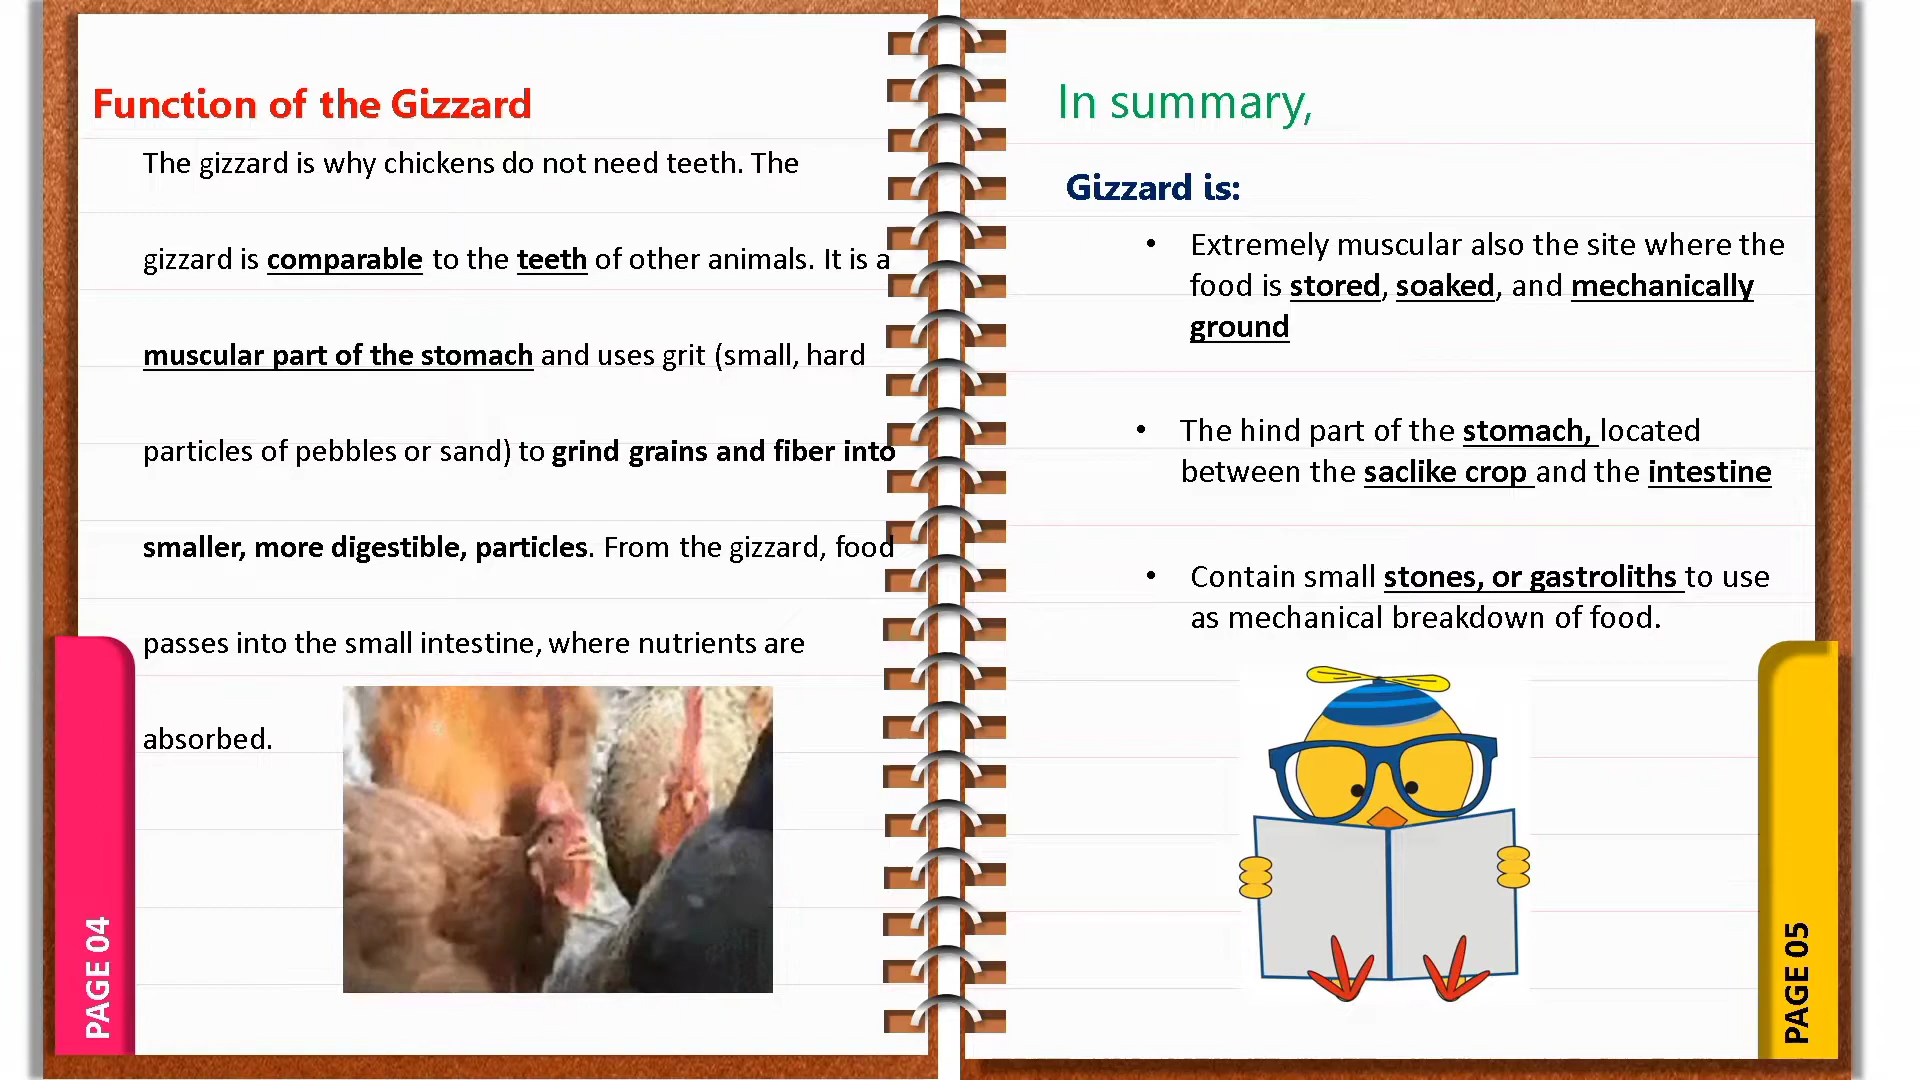 Function of the Gizzard
The gizzard is why chickens do not need teeth. The
gizzard is comparable to the teeth of other animals. It is a
muscular part of the stomach and uses grit (small, hard
particles of pebbles or sand) to grind grains and fiber into
smaller, more digestible, particles. From the gizzard, food
passes into the small intestine, where nutrients are
absorbed.
PAGE 04
In summary,
Gizzard is:
• Extremely muscular also the site where the
food is stored, soaked, and mechanically
ground
• The hind part of the stomach, located
between the saclike crop and the intestine
• Contain small stones, or gastroliths to use
as mechanical breakdown of food.
PAGE 05